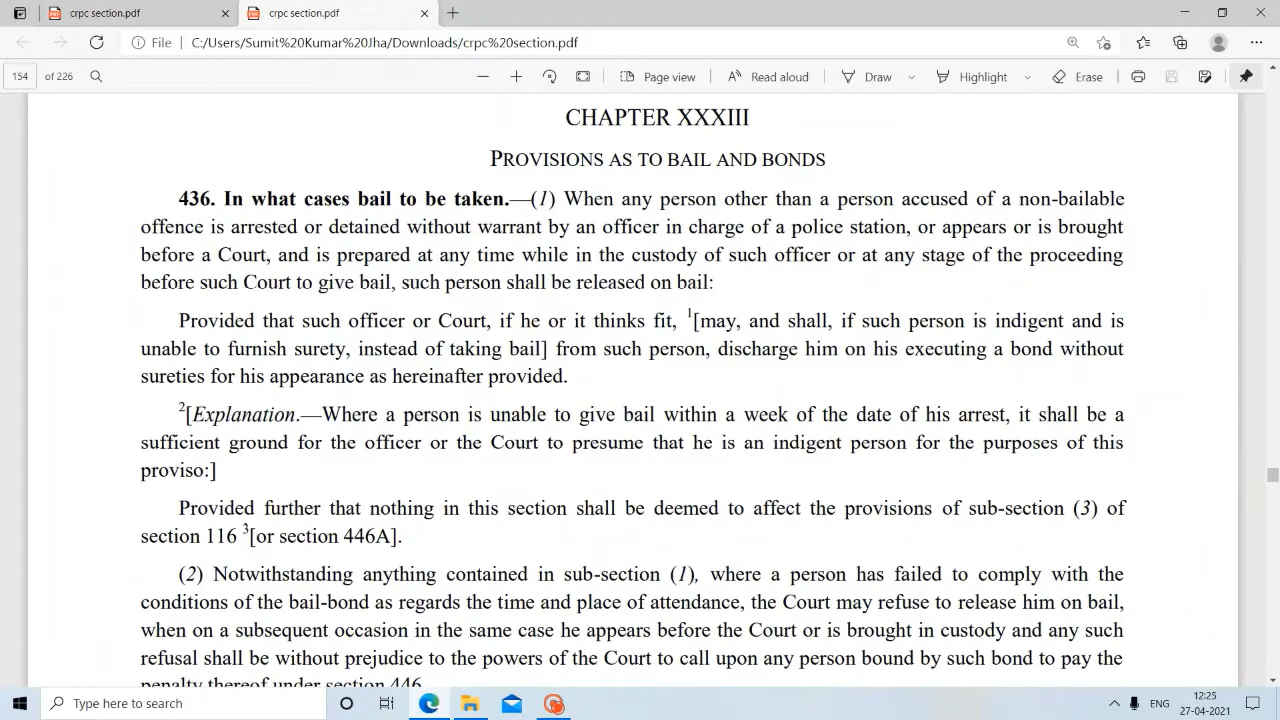 crpc section.pdf
crpc section.pdf
File
C:/Users/Sumit%20Kumar%20Jha/Downloads/crpc%20section.pdf
154 of 226
Page view
Read aloud
Draw
Highlight
Erase
CHAPTER XXXIII
PROVISIONS AS TO BAIL AND BONDS
436. In what cases bail to be taken.—(1) When any person other than a person accused of a non-bailable
offence is arrested or detained without warrant by an officer in charge of a police station, or appears or is brought
before a Court, and is prepared at any time while in the custody of such officer or at any stage of the proceeding
before such Court to give bail, such person shall be released on bail:
Provided that such officer or Court, if he or it thinks fit, 1[may, and shall, if such person is indigent and is
unable to furnish surety, instead of taking bail] from such person, discharge him on his executing a bond without
sureties for his appearance as hereinafter provided.
2[Explanation.—Where a person is unable to give bail within a week of the date of his arrest, it shall be a
sufficient ground for the officer or the Court to presume that he is an indigent person for the purposes of this
proviso:]
Provided further that nothing in this section shall be deemed to affect the provisions of sub-section (3) of
section 116 3[or section 446A].
(2) Notwithstanding anything contained in sub-section (1), where a person has failed to comply with the
conditions of the bail-bond as regards the time and place of attendance, the Court may refuse to release him on bail,
when on a subsequent occasion in the same case he appears before the Court or is brought in custody and any such
refusal shall be without prejudice to the powers of the Court to call upon any person bound by such bond to pay the
penalty thereof under section 446.
Type here to search
ENG
12:25
27-04-2021